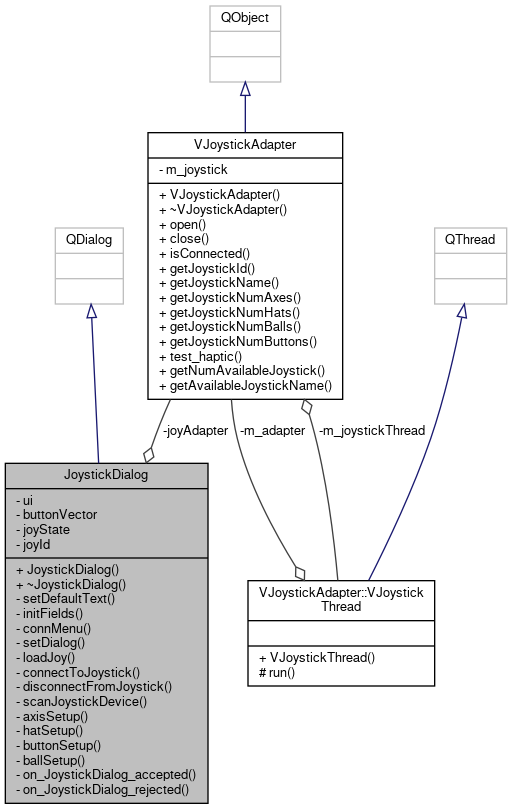 QObject
VJoystickAdapter
- m_joystick
+ VJoystickAdapter()
+ ~VJoystickAdapter()
+ open()
+ close()
+ isConnected()
+ getJoystickId()
+ getJoystickName()
+ getJoystickNumAxes()
+ getJoystickNumHats()
+ getJoystickNumBalls()
+ getJoystickNumButtons()
+ test_haptic()
+ getNumAvailableJoystick()
+ getAvailableJoystickName()
QDialog
QThread
-joyAdapter
-m_adapter
-m_joystickThread
JoystickDialog
- ui
- buttonVector
- joyState
- joyId
+ JoystickDialog()
+ ~JoystickDialog()
- setDefaultText()
- initFields()
- connMenu()
- setDialog()
- loadJoy()
- connectToJoystick()
- disconnectFromJoystick()
- scanJoystickDevice()
- axisSetup()
- hatSetup()
- buttonSetup()
- ballSetup()
- on_JoystickDialog_accepted()
- on_JoystickDialog_rejected()
VJoystickAdapter::VJoystick
Thread
+ VJoystickThread()
# run()